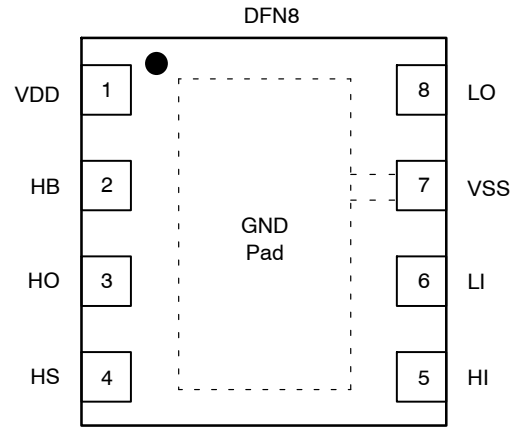 DFN8
VDD 1 8 LO
HB 2 7 VSS
GND
Pad
HO 3 6 LI
HS 4 5 HI